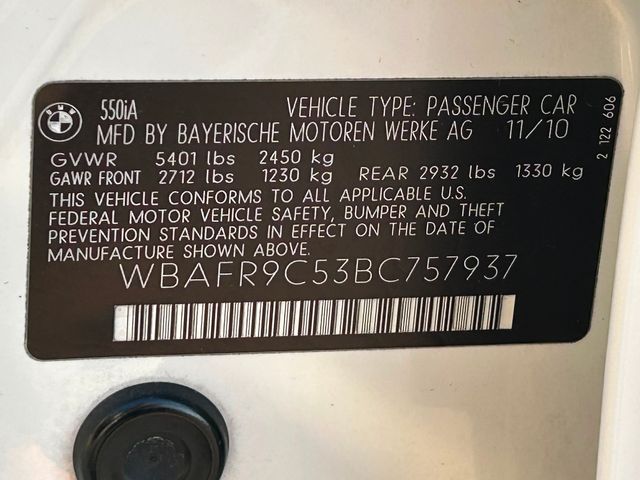 BMW
550iA VEHICLE TYPE: PASSENGER CAR
MFD BY BAYERISCHE MOTOREN WERKE AG 11/10
GVWR 5401 lbs 2450 kg
GAWR FRONT 2712 lbs 1230 kg REAR 2932 lbs 1330 kg
THIS VEHICLE CONFORMS TO ALL APPLICABLE U.S.
FEDERAL MOTOR VEHICLE SAFETY, BUMPER AND THEFT
PREVENTION STANDARDS IN EFFECT ON THE DATE OF
MANUFACTURE SHOWN ABOVE.
WBAFR9C53BC757937
2 122 606